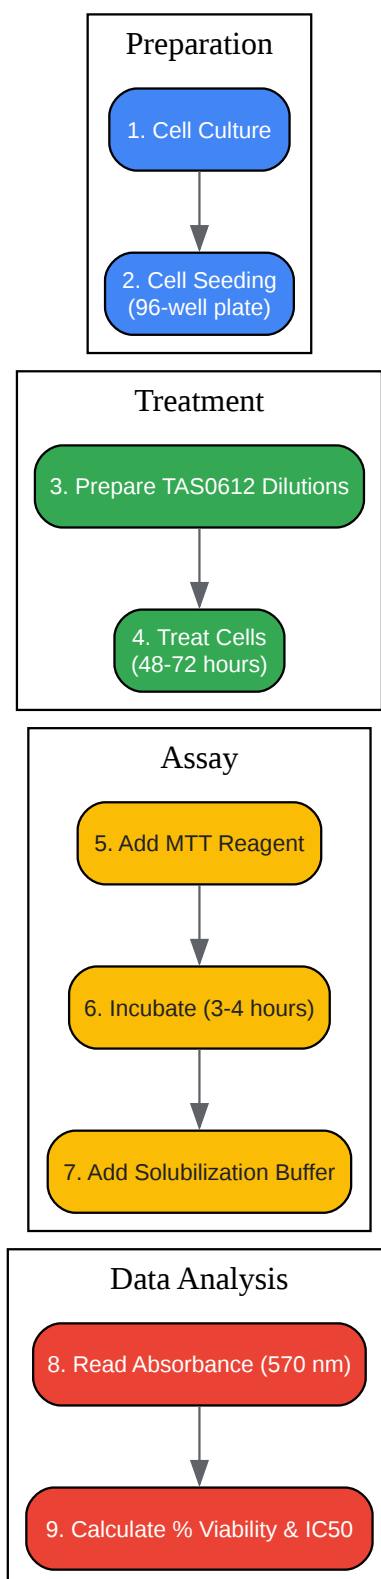 Preparation
1. Cell Culture
2. Cell Seeding
(96-well plate)
Treatment
3. Prepare TAS0612 Dilutions
4. Treat Cells
(48-72 hours)
Assay
5. Add MTT Reagent
6. Incubate (3-4 hours)
7. Add Solubilization Buffer
Data Analysis
8. Read Absorbance (570 nm)
9. Calculate % Viability & IC50